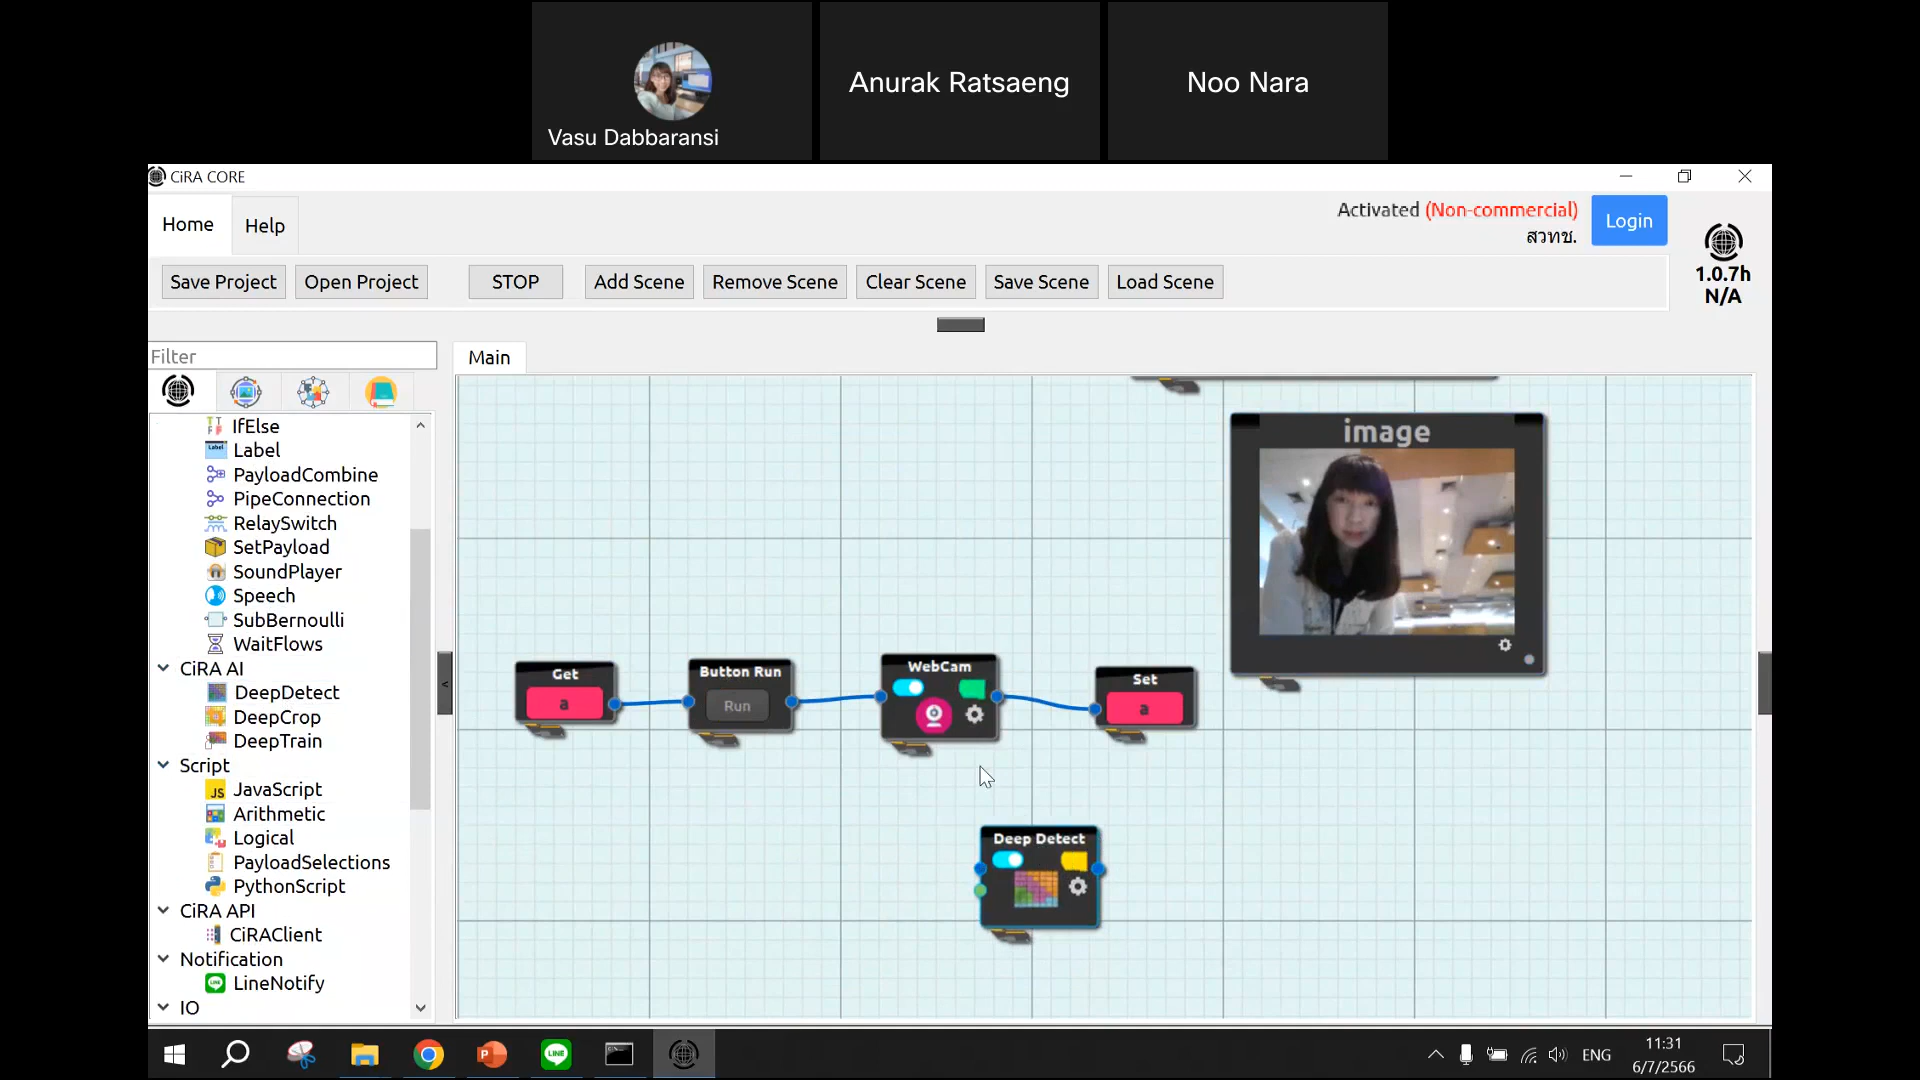 Vasu Dabbaransi
Anurak Ratsaeng
Noo Nara
CiRA CORE
Home
Help
Activated (Non-commercial)
สวทช.
Login
1.0.7h
N/A
Save Project
Open Project
STOP
Add Scene
Remove Scene
Clear Scene
Save Scene
Load Scene
Filter
Main
IfElse
Label
PayloadCombine
PipeConnection
RelaySwitch
SetPayload
SoundPlayer
Speech
SubBernoulli
WaitFlows
CiRA AI
DeepDetect
DeepCrop
DeepTrain
Script
JavaScript
Arithmetic
Logical
PayloadSelections
PythonScript
CiRA API
CiRAClient
Notification
LineNotify
IO
image
Get
a
Button Run
Run
WebCam
Set
a
Deep Detect
ENG
11:31
6/7/2566